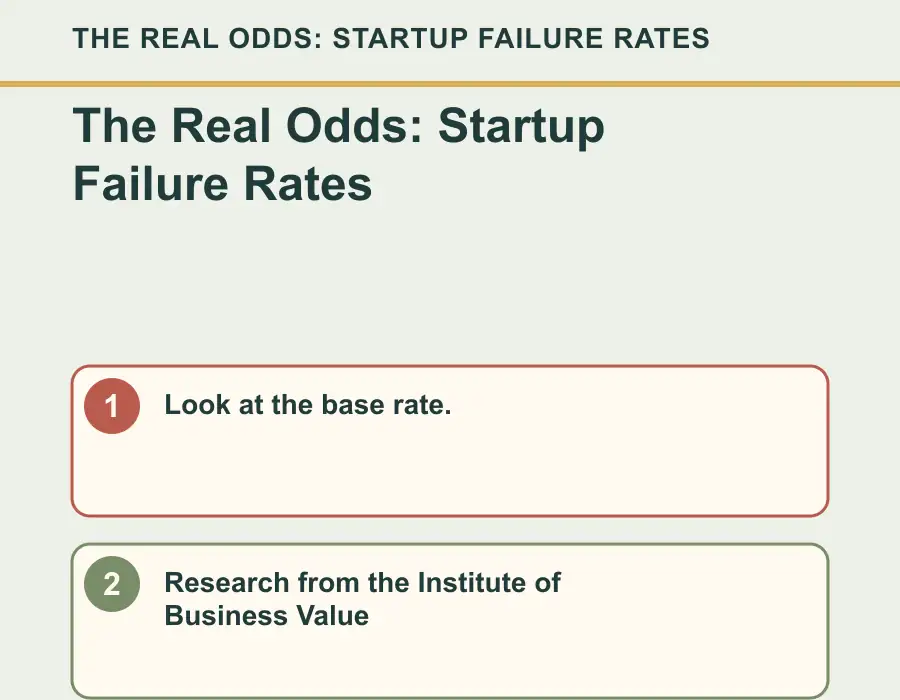 THE REAL ODDS: STARTUP FAILURE RATES
The Real Odds: Startup
Failure Rates
1
Look at the base rate.
2
Research from the Institute of
Business Value